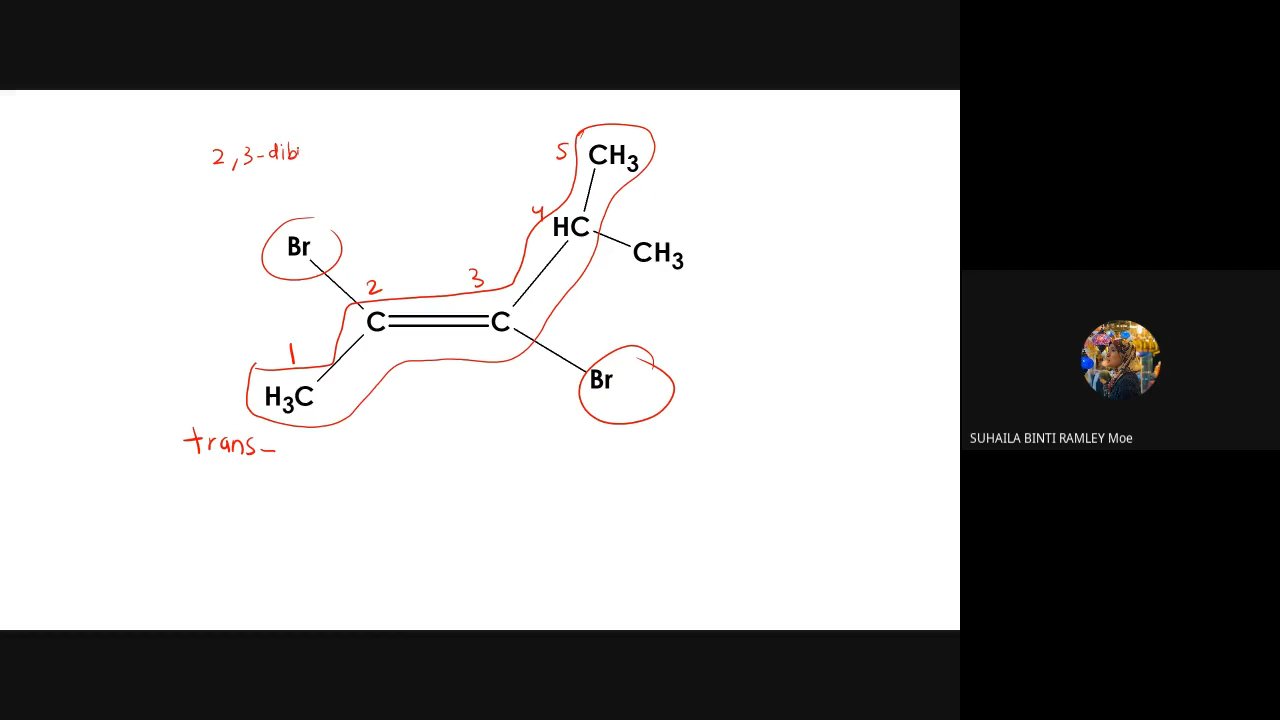 2,3-dib
5 CH3
4 HC
CH3
Br
2 3
C C
1
H3C
Br
trans-
SUHAILA BINTI RAMLEY Moe